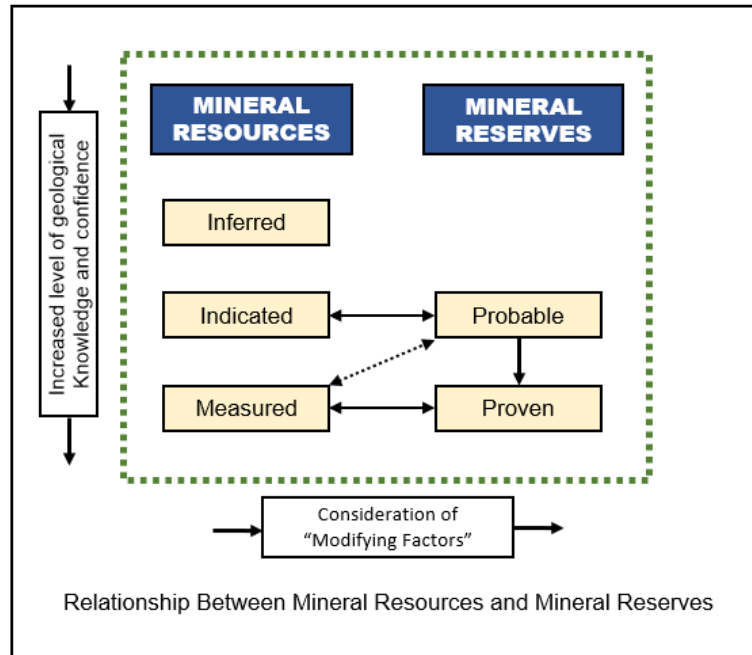 MINERAL
RESOURCES
MINERAL
RESERVES
Increased level of geological
Knowledge and confidence
Inferred
Indicated
Probable
Measured
Proven
Consideration of
“Modifying Factors”
Relationship Between Mineral Resources and Mineral Reserves